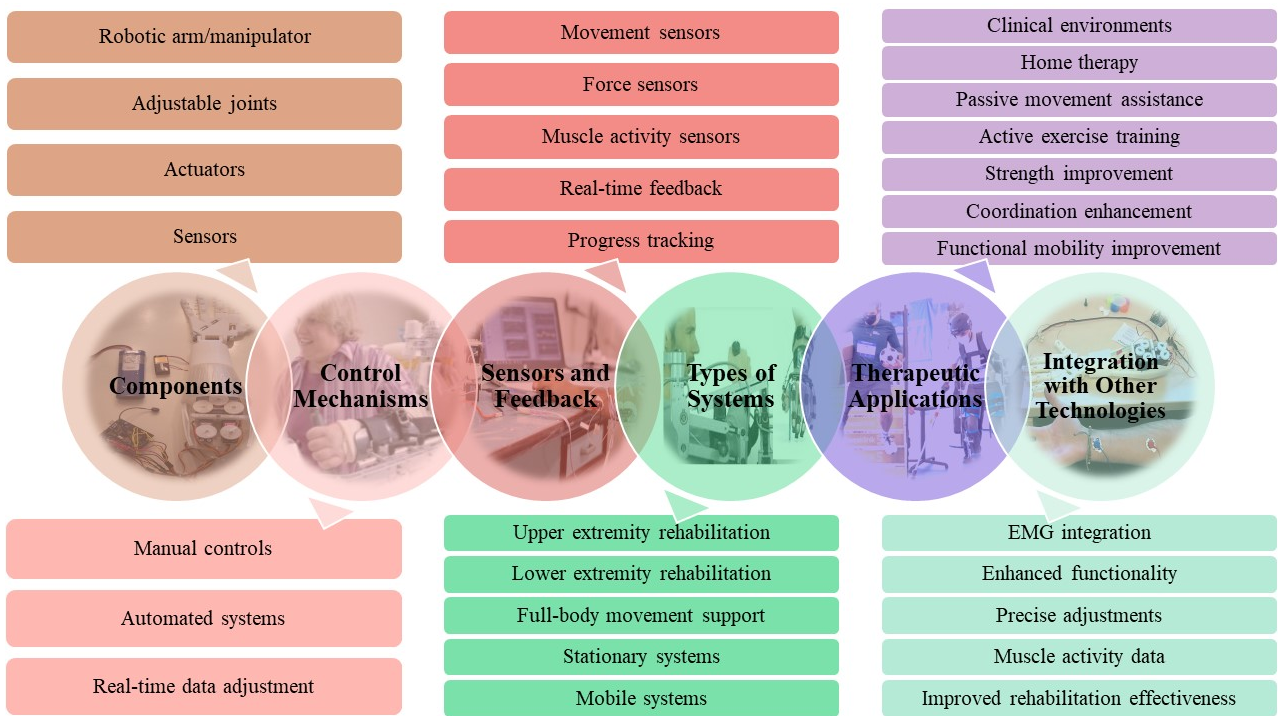 Robotic arm/manipulator
Adjustable joints
Actuators
Sensors
Movement sensors
Force sensors
Muscle activity sensors
Real-time feedback
Progress tracking
Clinical environments
Home therapy
Passive movement assistance
Active exercise training
Strength improvement
Coordination enhancement
Functional mobility improvement
Components
Control
Mechanisms
Sensors and
Feedback
Types of
Systems
Therapeutic
Applications
Integration
with Other
Technologies
Manual controls
Automated systems
Real-time data adjustment
Upper extremity rehabilitation
Lower extremity rehabilitation
Full-body movement support
Stationary systems
Mobile systems
EMG integration
Enhanced functionality
Precise adjustments
Muscle activity data
Improved rehabilitation effectiveness